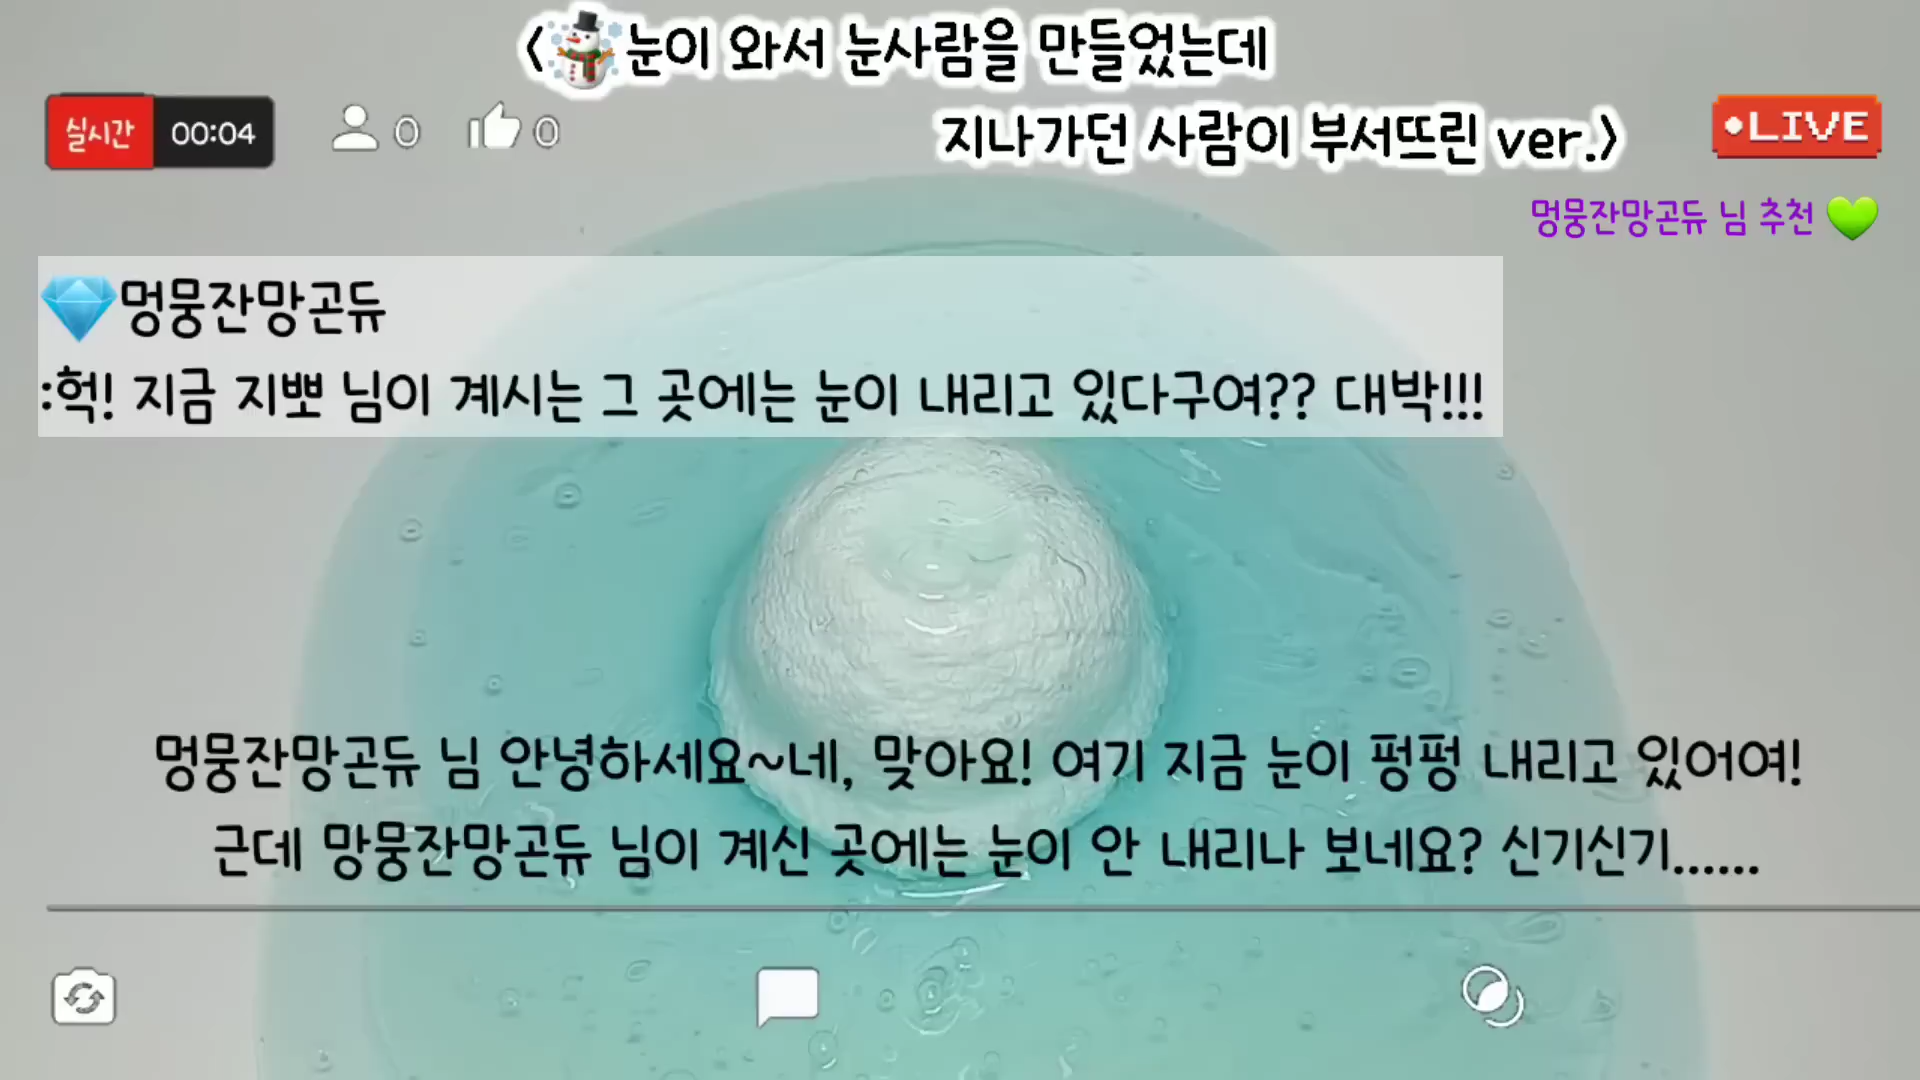 <눈이 와서 눈사람을 만들었는데
지나가던 사람이 부서뜨린 ver.>
실시간 00:04 0 0
•LIVE
멍뭉잔망곤듀 님 추천
멍뭉잔망곤듀
:헉! 지금 지뽀 님이 계시는 그 곳에는 눈이 내리고 있다구여?? 대박!!!
멍뭉잔망곤듀 님 안녕하세요~네, 맞아요! 여기 지금 눈이 펑펑 내리고 있어여!
근데 망뭉잔망곤듀 님이 계신 곳에는 눈이 안 내리나 보네요? 신기신기......